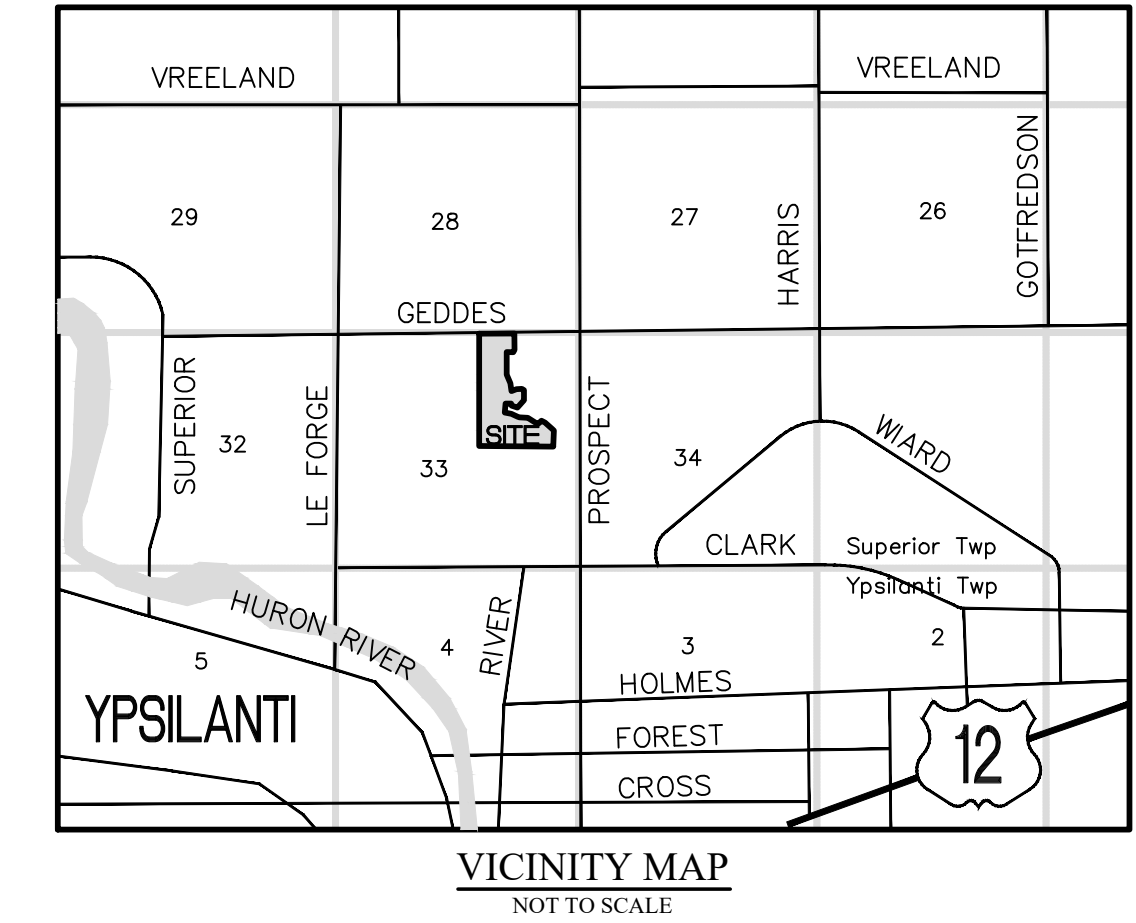 VREELAND
VREELAND
GOTFREDSON
29
28
27
HARRIS
26
GEDDES
SUPERIOR
32
LE FORGE
33
SITE
PROSPECT
34
WIARD
CLARK
Superior Twp
Ypsilanti Twp
HURON RIVER
5
4
RIVER
3
2
HOLMES
YPSILANTI
FOREST
12
CROSS
VICINITY MAP
NOT TO SCALE